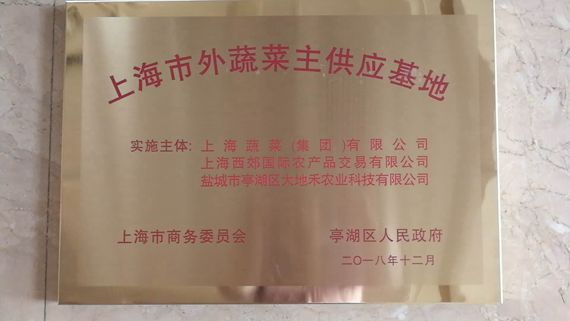 上海市外蔬菜主供应基地
实施主体: 上海蔬菜(集团)有限公司
上海西郊国际农产品交易有限公司
盐城市亭湖区大地禾农业科技有限公司
上海市商务委员会 亭湖区人民政府
二〇一八年十二月